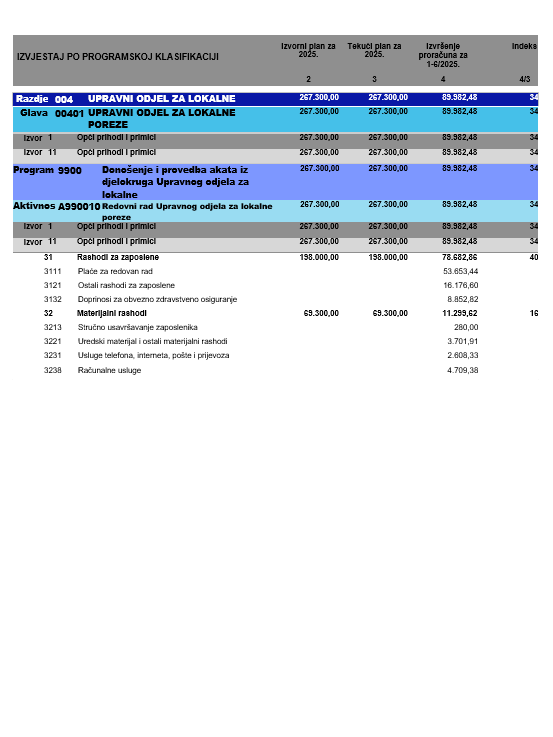 IZVJESTAJ PO PROGRAMSKOJ KLASIFIKACIJI Izvorni plan za 2025. Tekući plan za 2025. Izvršenje proračuna za 1-6/2025. Indeks
2 3 4 4/3
Razdje 004 UPRAVNI ODJEL ZA LOKALNE 267.300,00 267.300,00 89.982,48 34
Glava 00401 UPRAVNI ODJEL ZA LOKALNE 267.300,00 267.300,00 89.982,48 34
POREZE
Izvor 1 Opći prihodi i primici 267.300,00 267.300,00 89.982,48 34
Izvor 11 Opći prihodi i primici 267.300,00 267.300,00 89.982,48 34
Program 9900 Donošenje i provedba akata iz 267.300,00 267.300,00 89.982,48 34
djelokruga Upravnog odjela za
lokalne
Aktivnos A990010 Redovni rad Upravnog odjela za lokalne 267.300,00 267.300,00 89.982,48 34
poreze
Izvor 1 Opći prihodi i primici 267.300,00 267.300,00 89.982,48 34
Izvor 11 Opći prihodi i primici 267.300,00 267.300,00 89.982,48 34
31 Rashodi za zaposlene 198.000,00 198.000,00 78.682,86 40
3111 Plaće za redovan rad 53.653,44
3121 Ostali rashodi za zaposlene 16.176,60
3132 Doprinosi za obvezno zdravstveno osiguranje 8.852,82
32 Materijalni rashodi 69.300,00 69.300,00 11.299,62 16
3213 Stručno usavršavanje zaposlenika 280,00
3221 Uredski materijal i ostali materijalni rashodi 3.701,91
3231 Usluge telefona, interneta, pošte i prijevoza 2.608,33
3238 Računalne usluge 4.709,38